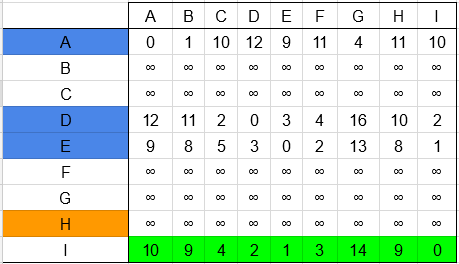 A B C D E F G H I
A 0 1 10 12 9 11 4 11 10
B ∞ ∞ ∞ ∞ ∞ ∞ ∞ ∞ ∞
C ∞ ∞ ∞ ∞ ∞ ∞ ∞ ∞ ∞
D 12 11 2 0 3 4 16 10 2
E 9 8 5 3 0 2 13 8 1
F ∞ ∞ ∞ ∞ ∞ ∞ ∞ ∞ ∞
G ∞ ∞ ∞ ∞ ∞ ∞ ∞ ∞ ∞
H ∞ ∞ ∞ ∞ ∞ ∞ ∞ ∞ ∞
I 10 9 4 2 1 3 14 9 0